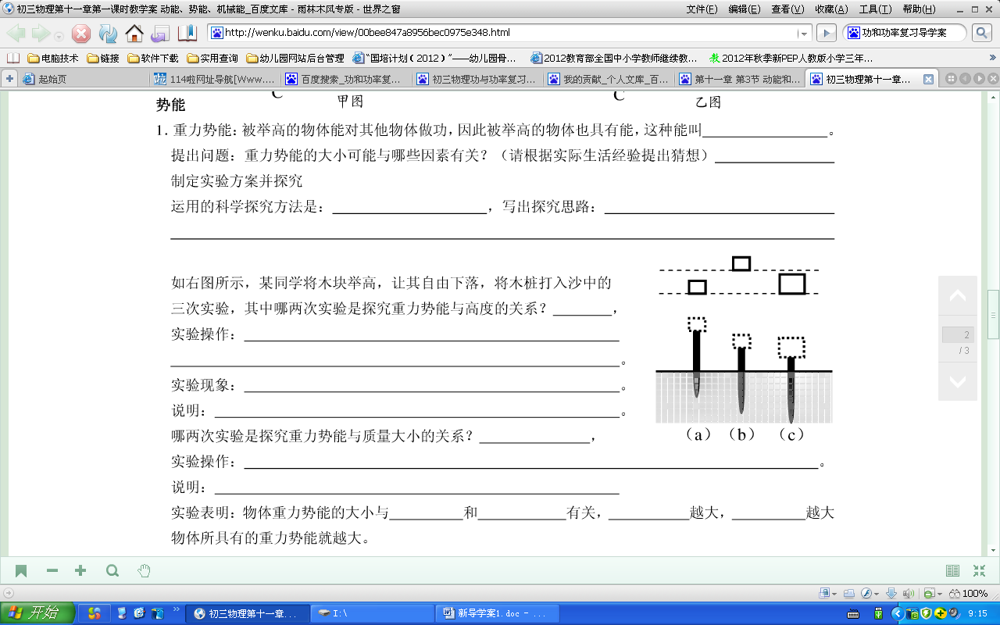 初三物理第十一章第一课时教学案 动能、势能、机械能_百度文库 - 雨林木风专版 - 世界之窗
文件(F) 编辑(E) 查看(V) 收藏(A) 工具(T) 帮助(H)
http://wenku.baidu.com/view/00bee847a8956bec0975e348.html
功和功率复习导学案
电脑技术 链接 软件下载 实用查询 幼儿园网站后台管理 “国培计划（2012）”——幼儿园骨... 2012教育部全国中小学教师继续教... 2012年秋季新PEP人教版小学三年...
起始页 114啦网址导航[Www.... 百度搜索_功和功率复... 初三物理功与功率复习... 我的贡献_个人文库_百... 第十一章 第3节 动能和... 初三物理第十一章...
C 甲图 C 乙图
势能
1. 重力势能：被举高的物体能对其他物体做功，因此被举高的物体也具有能，这种能叫_________________。
提出问题：重力势能的大小可能与哪些因素有关？（请根据实际生活经验提出猜想）________________
制定实验方案并探究
运用的科学探究方法是：_____________________，写出探究思路：_______________________________
如右图所示，某同学将木块举高，让其自由下落，将木桩打入沙中的
三次实验，其中哪两次实验是探究重力势能与高度的关系？________，
实验操作：___________________________________________________
_____________________________________________________________。
实验现象：___________________________________________________。
说明：_______________________________________________________。
哪两次实验是探究重力势能与质量大小的关系？_______________，
实验操作：______________________________________________________________________________。
说明：_______________________________________________________
实验表明：物体重力势能的大小与__________和____________有关，___________越大，__________越大
物体所具有的重力势能就越大。
（a）（b）（c）
2
/ 3
100%
开始 初三物理第十一章... I:\ 新导学案1.doc - ... 9:15